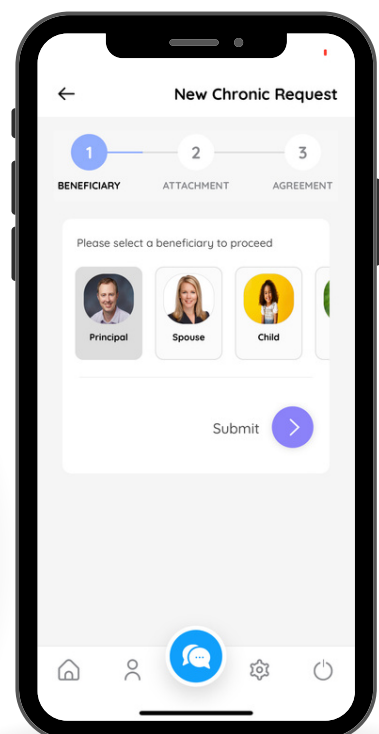 New Chronic Request
1 2 3
BENEFICIARY ATTACHMENT AGREEMENT
Please select a beneficiary to proceed
Principal Spouse Child
Submit